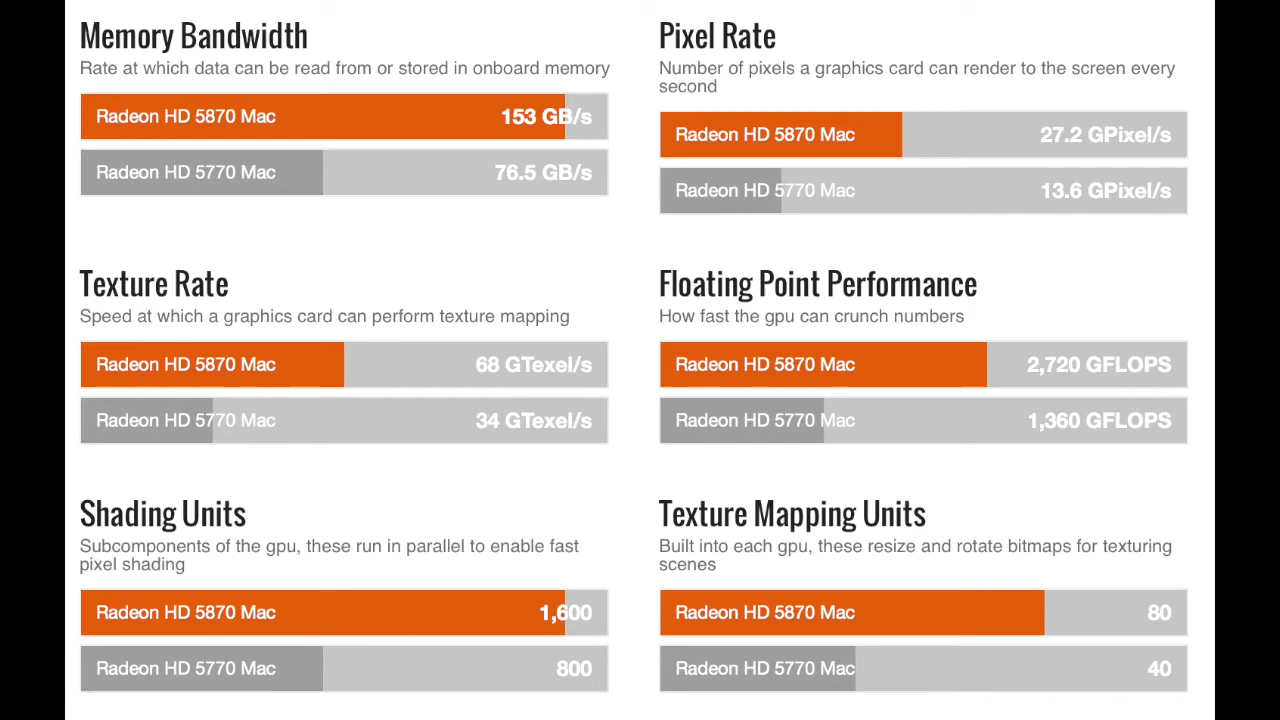 Memory Bandwidth
Rate at which data can be read from or stored in onboard memory
Radeon HD 5870 Mac 153 GB/s
Radeon HD 5770 Mac 76.5 GB/s
Pixel Rate
Number of pixels a graphics card can render to the screen every
second
Radeon HD 5870 Mac 27.2 GPixel/s
Radeon HD 5770 Mac 13.6 GPixel/s
Texture Rate
Speed at which a graphics card can perform texture mapping
Radeon HD 5870 Mac 68 GTexel/s
Radeon HD 5770 Mac 34 GTexel/s
Floating Point Performance
How fast the gpu can crunch numbers
Radeon HD 5870 Mac 2,720 GFLOPS
Radeon HD 5770 Mac 1,360 GFLOPS
Shading Units
Subcomponents of the gpu, these run in parallel to enable fast
pixel shading
Radeon HD 5870 Mac 1,600
Radeon HD 5770 Mac 800
Texture Mapping Units
Built into each gpu, these resize and rotate bitmaps for texturing
scenes
Radeon HD 5870 Mac 80
Radeon HD 5770 Mac 40